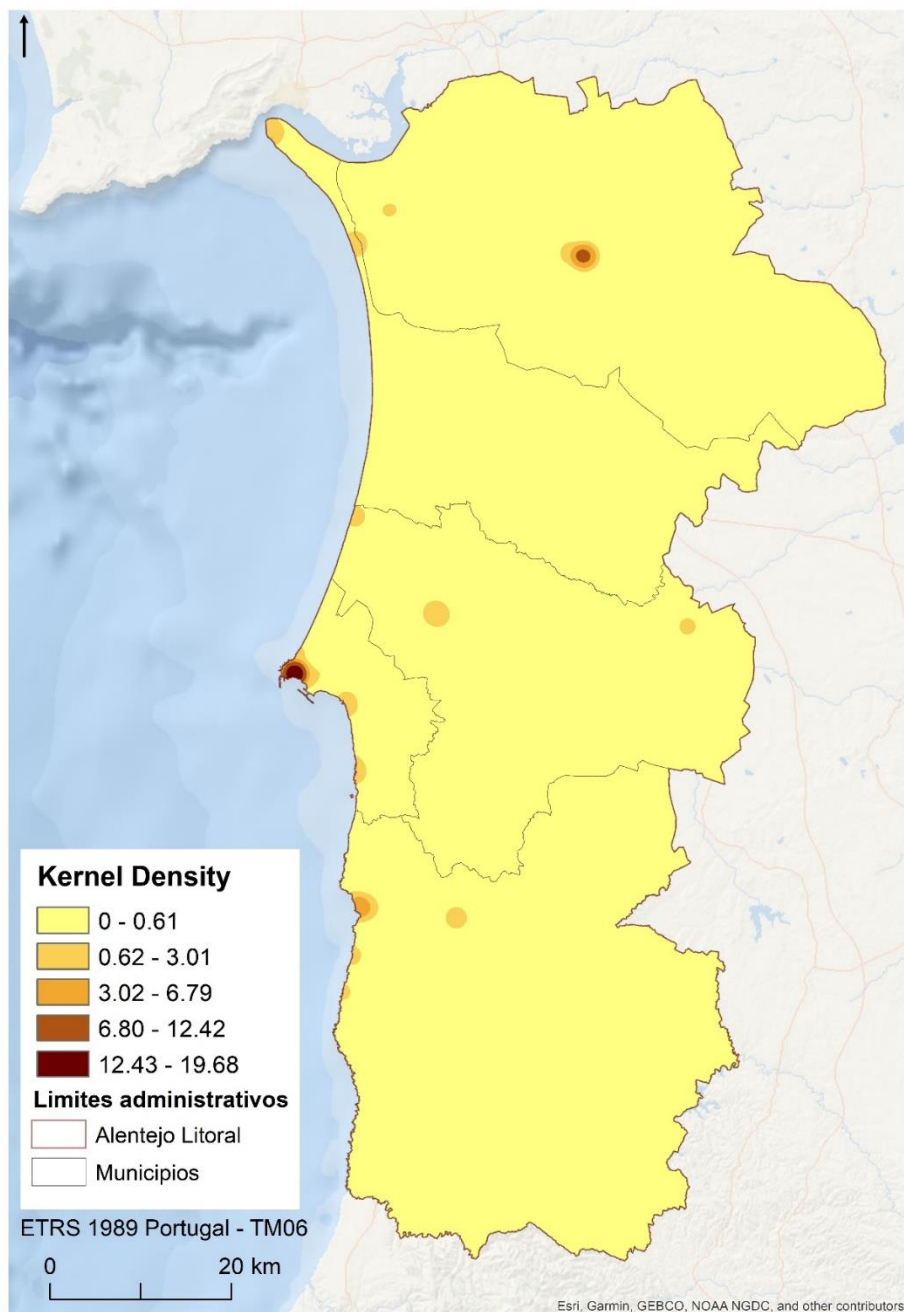 Kernel Density
0 - 0.61
0.62 - 3.01
3.02 - 6.79
6.80 - 12.42
12.43 - 19.68
Limites administrativos
Alentejo Litoral
Municipios
ETRS 1989 Portugal - TM06
0 20 km
Esri, Garmin, GEBCO, NOAA NGDC, and other contributors